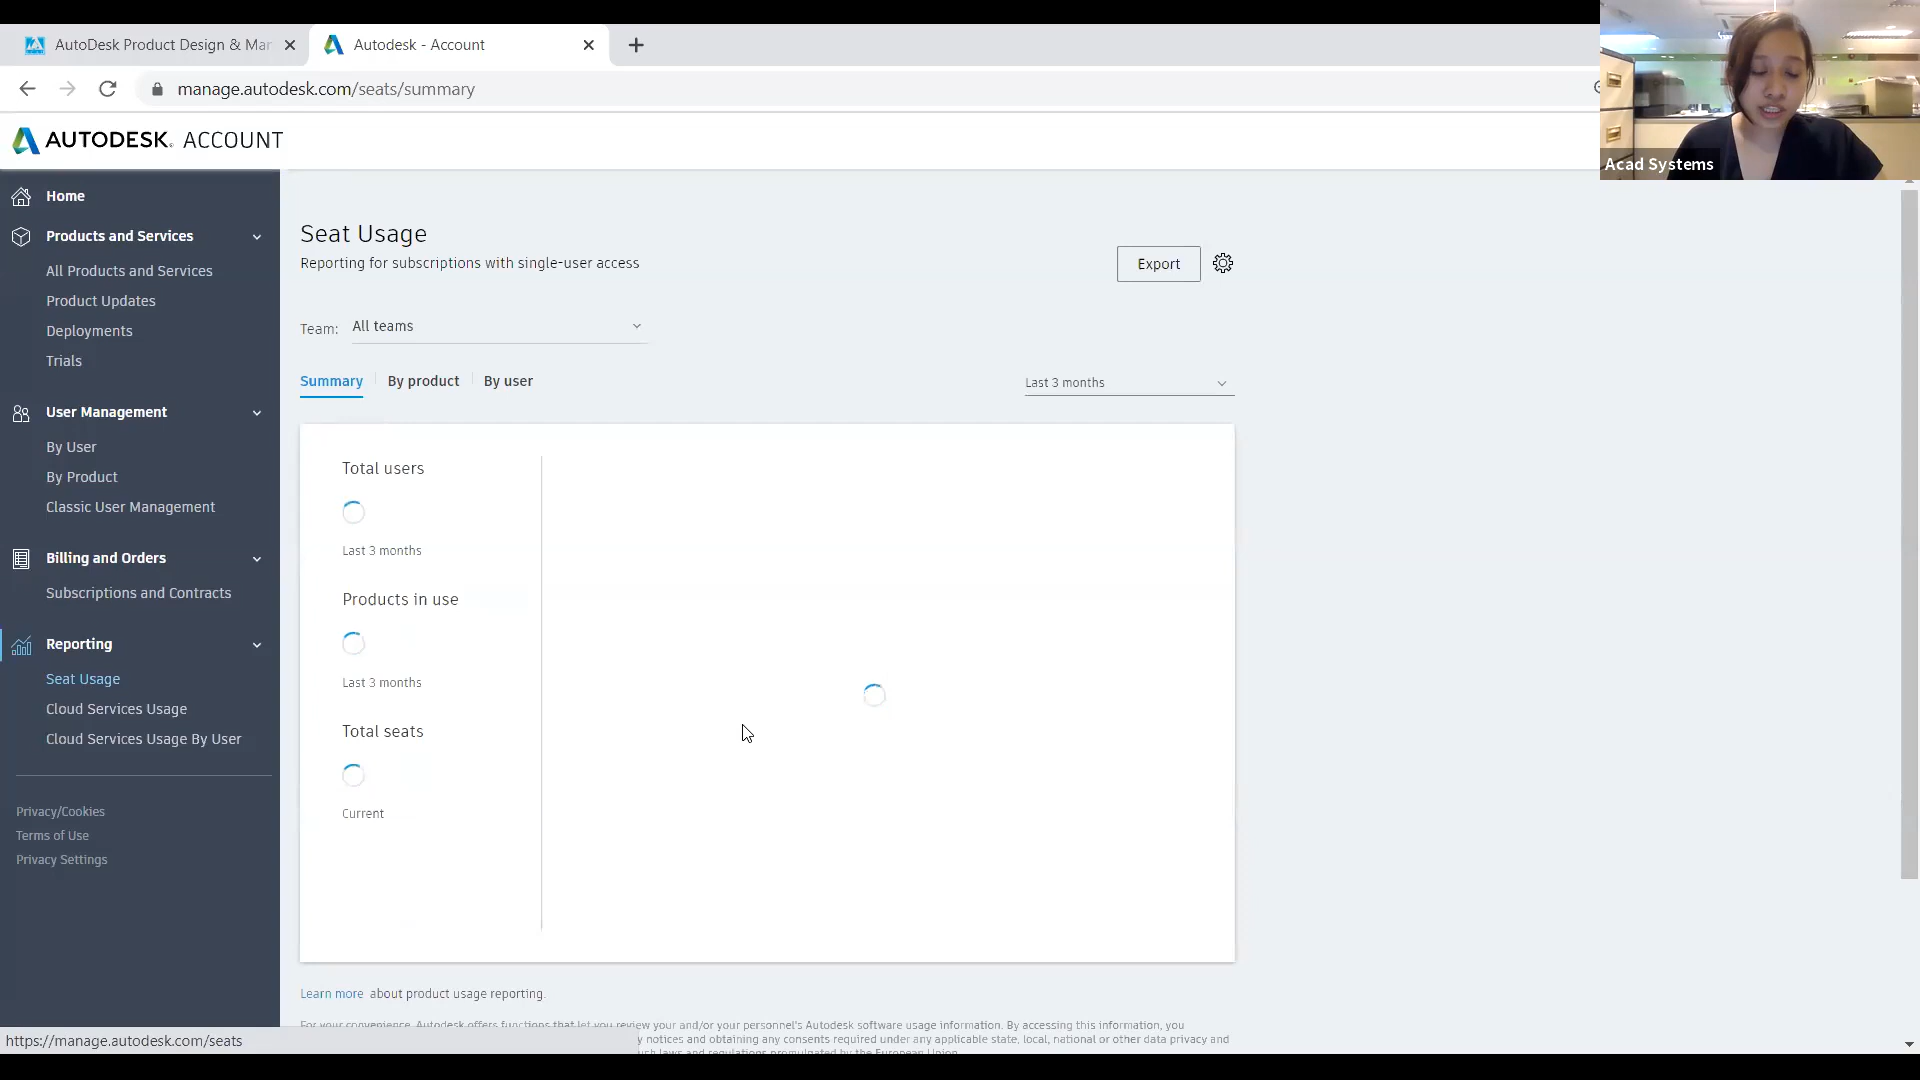 AutoDesk Product Design & Mar
Autodesk - Account
manage.autodesk.com/seats/summary
Acad Systems
AUTODESK. ACCOUNT
Home
Products and Services
All Products and Services
Product Updates
Deployments
Trials
User Management
By User
By Product
Classic User Management
Billing and Orders
Subscriptions and Contracts
Reporting
Seat Usage
Cloud Services Usage
Cloud Services Usage By User
Privacy/Cookies
Terms of Use
Privacy Settings
Seat Usage
Reporting for subscriptions with single-user access
Export
Team: All teams
Summary By product By user
Last 3 months
Total users
Last 3 months
Products in use
Last 3 months
Total seats
Current
Learn more about product usage reporting.
For your convenience, Autodesk offers functions that let you review your and/or your personnel's Autodesk software usage information. By accessing this information, you
y notices and obtaining any consents required under any applicable state, local, national or other data privacy and
ush laws and regulations promulgated by the European Union.
https://manage.autodesk.com/seats